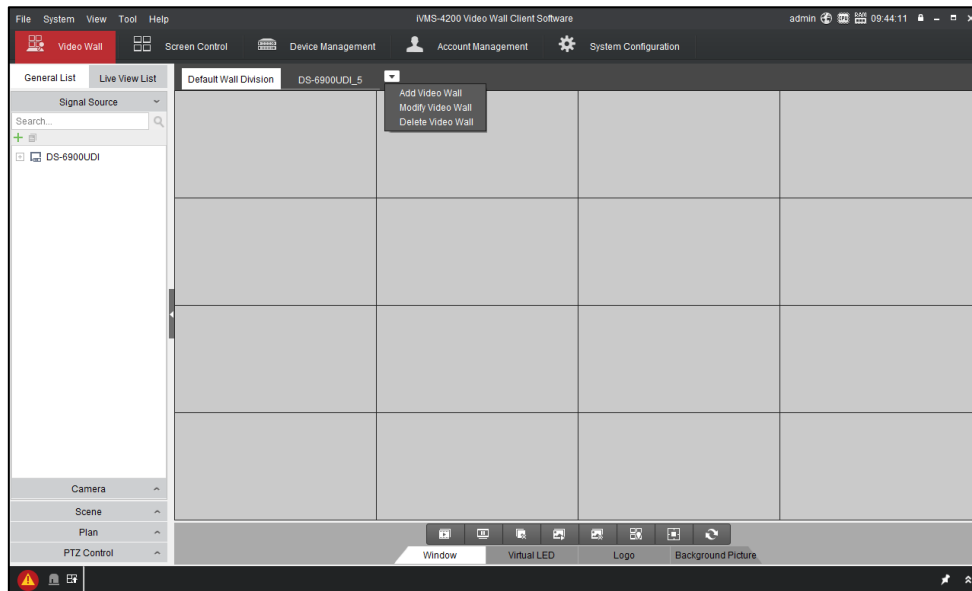 File System View Tool Help iVMS-4200 Video Wall Client Software admin 09:44:11
Video Wall Screen Control Device Management Account Management System Configuration
General List Live View List Default Wall Division DS-6900UDI_5
Add Video Wall
Modify Video Wall
Delete Video Wall
Signal Source
Search...
DS-6900UDI
Camera
Scene
Plan
PTZ Control
Window Virtual LED Logo Background Picture